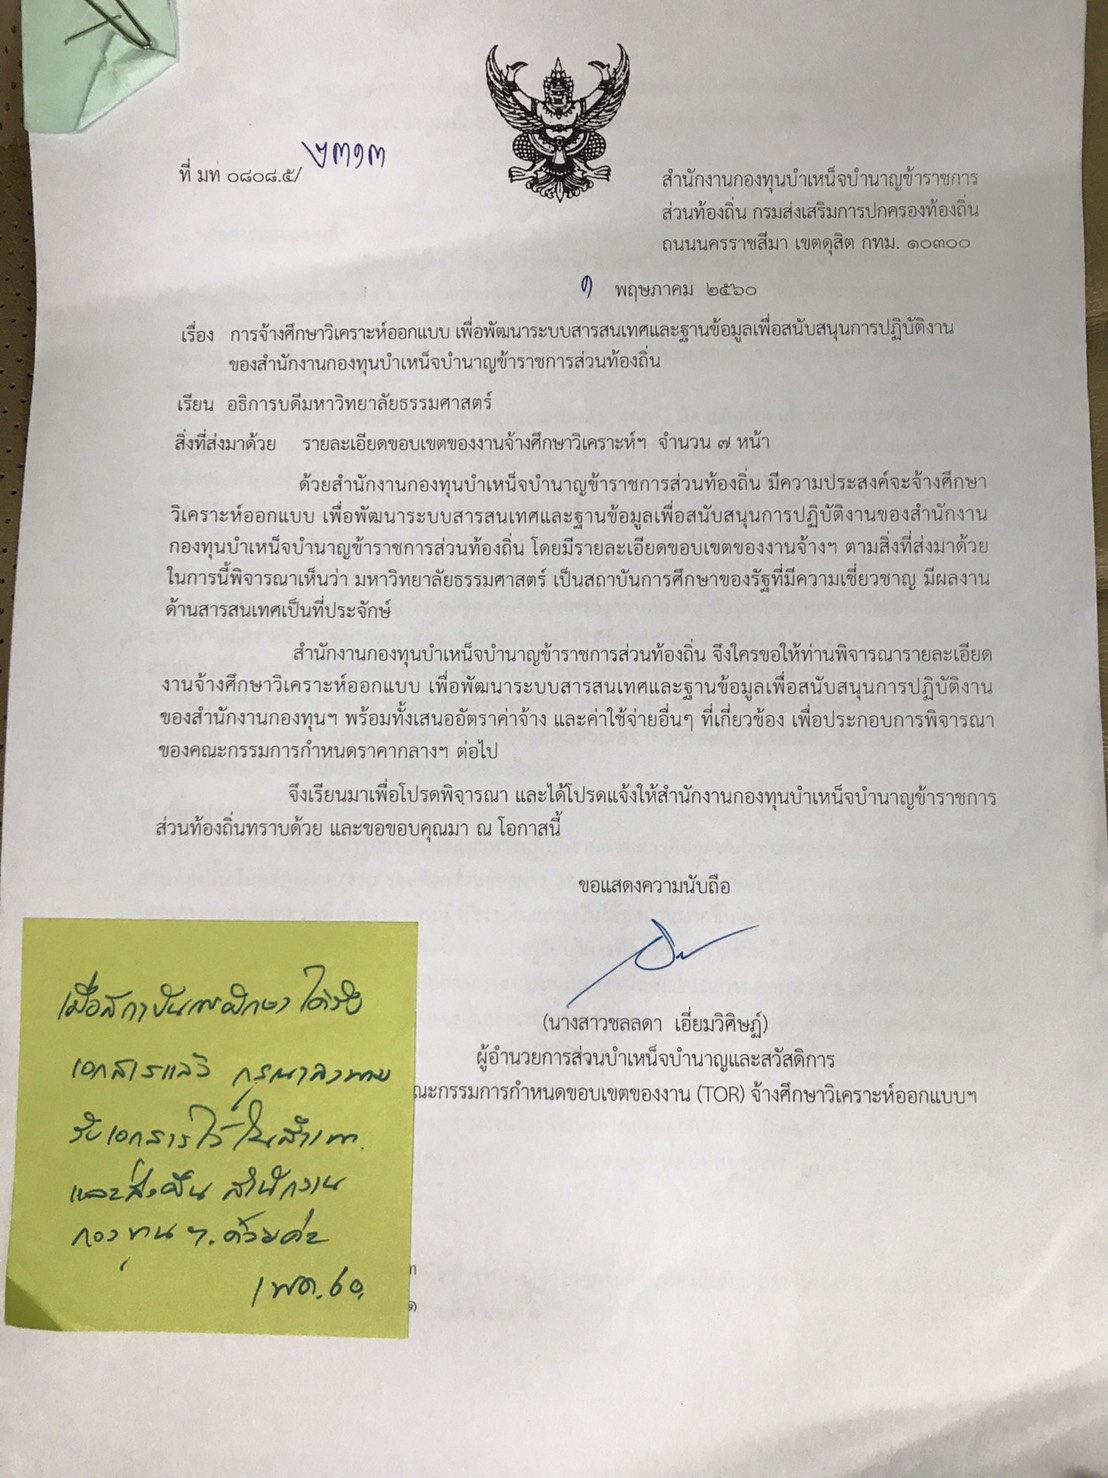 ที่ มท ๐๘๐๘.๕/ ๒๓๑๓
สำนักงานกองทุนบำเหน็จบำนาญข้าราชการ
ส่วนท้องถิ่น กรมส่งเสริมการปกครองท้องถิ่น
ถนนนครราชสีมา เขตดุสิต กทม. ๑๐๓๐๐
๑ พฤษภาคม ๒๕๖๐
เรื่อง การจ้างศึกษาวิเคราะห์ออกแบบ เพื่อพัฒนาระบบสารสนเทศและฐานข้อมูลเพื่อสนับสนุนการปฏิบัติงาน
ของสำนักงานกองทุนบำเหน็จบำนาญข้าราชการส่วนท้องถิ่น
เรียน อธิการบดีมหาวิทยาลัยธรรมศาสตร์
สิ่งที่ส่งมาด้วย รายละเอียดขอบเขตของงานจ้างศึกษาวิเคราะห์ฯ จำนวน ๗ หน้า
ด้วยสำนักงานกองทุนบำเหน็จบำนาญข้าราชการส่วนท้องถิ่น มีความประสงค์จะจ้างศึกษา
วิเคราะห์ออกแบบ เพื่อพัฒนาระบบสารสนเทศและฐานข้อมูลเพื่อสนับสนุนการปฏิบัติงานของสำนักงาน
กองทุนบำเหน็จบำนาญข้าราชการส่วนท้องถิ่น โดยมีรายละเอียดขอบเขตของงานจ้างฯ ตามสิ่งที่ส่งมาด้วย
ในการนี้พิจารณาเห็นว่า มหาวิทยาลัยธรรมศาสตร์ เป็นสถาบันการศึกษาของรัฐที่มีความเชี่ยวชาญ มีผลงาน
ด้านสารสนเทศเป็นที่ประจักษ์
สำนักงานกองทุนบำเหน็จบำนาญข้าราชการส่วนท้องถิ่น จึงใคร่ขอให้ท่านพิจารณารายละเอียด
งานจ้างศึกษาวิเคราะห์ออกแบบ เพื่อพัฒนาระบบสารสนเทศและฐานข้อมูลเพื่อสนับสนุนการปฏิบัติงาน
ของสำนักงานกองทุนฯ พร้อมทั้งเสนออัตราค่าจ้าง และค่าใช้จ่ายอื่นๆ ที่เกี่ยวข้อง เพื่อประกอบการพิจารณา
ของคณะกรรมการกำหนดราคากลางฯ ต่อไป
จึงเรียนมาเพื่อโปรดพิจารณา และได้โปรดแจ้งให้สำนักงานกองทุนบำเหน็จบำนาญข้าราชการ
ส่วนท้องถิ่นทราบด้วย และขอขอบคุณมา ณ โอกาสนี้
ขอแสดงความนับถือ
(นางสาวชลลดา เอี่ยมวิศิษฏ์)
ผู้อำนวยการส่วนบำเหน็จบำนาญและสวัสดิการ
ณะกรรมการกำหนดขอบเขตของงาน (TOR) จ้างศึกษาวิเคราะห์ออกแบบฯ
เมื่อสถาบันการศึกษา ได้รับ
เอกสารแล้ว กรุณาลงนาม
รับเอกสารไว้ในสำเนา
และส่งคืน สำนักงาน
กองทุน ฯ. ด้วยค่ะ
1 พ.ค. 60.